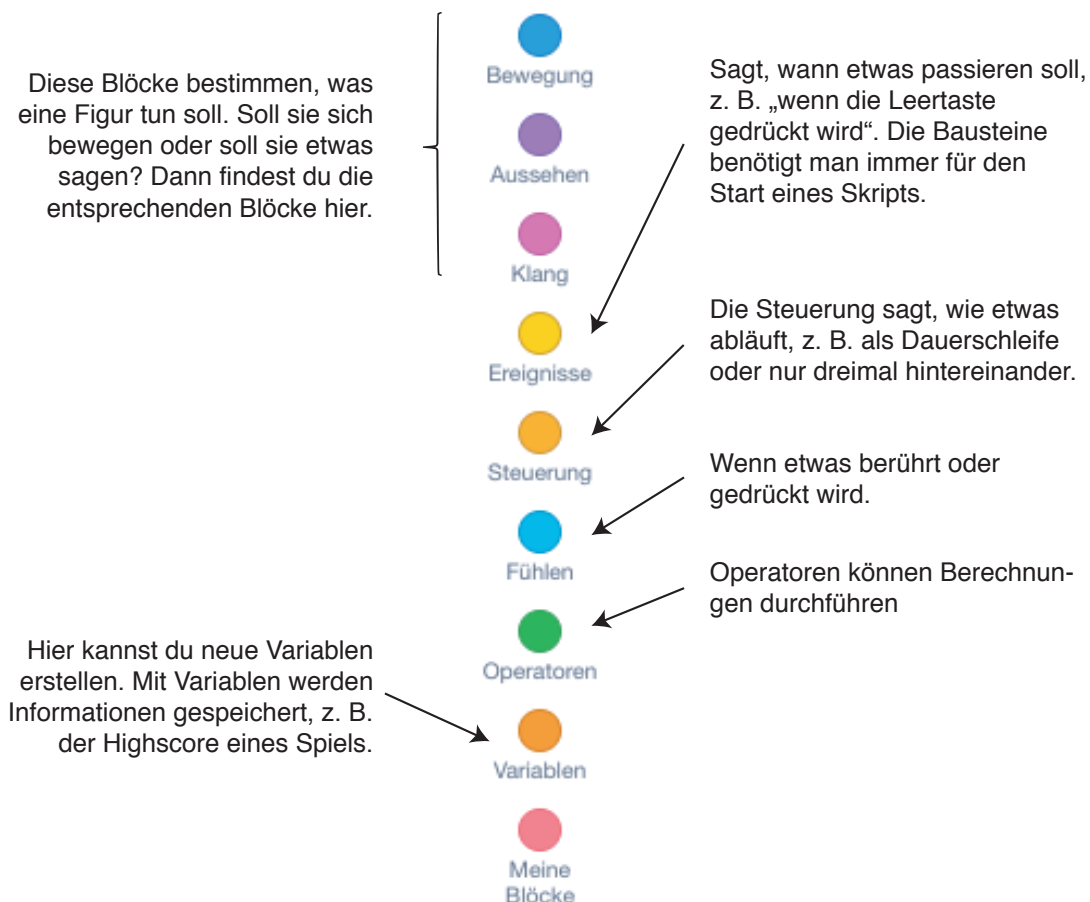 Diese Blöcke bestimmen, was
eine Figur tun soll. Soll sie sich
bewegen oder soll sie etwas
sagen? Dann findest du die
entsprechenden Blöcke hier.
Bewegung
Aussehen
Klang
Sagt, wann etwas passieren soll,
z. B. „wenn die Leertaste
gedrückt wird“. Die Bausteine
benötigt man immer für den
Start eines Skripts.
Ereignisse
Die Steuerung sagt, wie etwas
abläuft, z. B. als Dauerschleife
oder nur dreimal hintereinander.
Steuerung
Wenn etwas berührt oder
gedrückt wird.
Fühlen
Operatoren können Berechnun-
gen durchführen
Operatoren
Hier kannst du neue Variablen
erstellen. Mit Variablen werden
Informationen gespeichert, z. B.
der Highscore eines Spiels.
Variablen
Meine
Blöcke